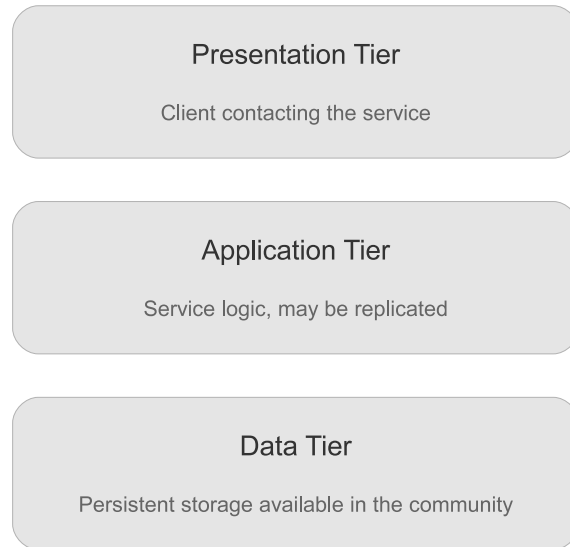 Presentation Tier
Client contacting the service
Application Tier
Service logic, may be replicated
Data Tier
Persistent storage available in the community